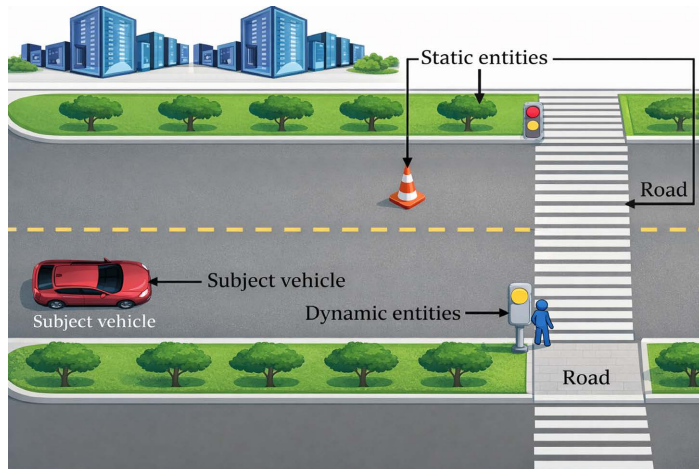 Static entities
Road
Subject vehicle
Subject vehicle
Dynamic entities
Road